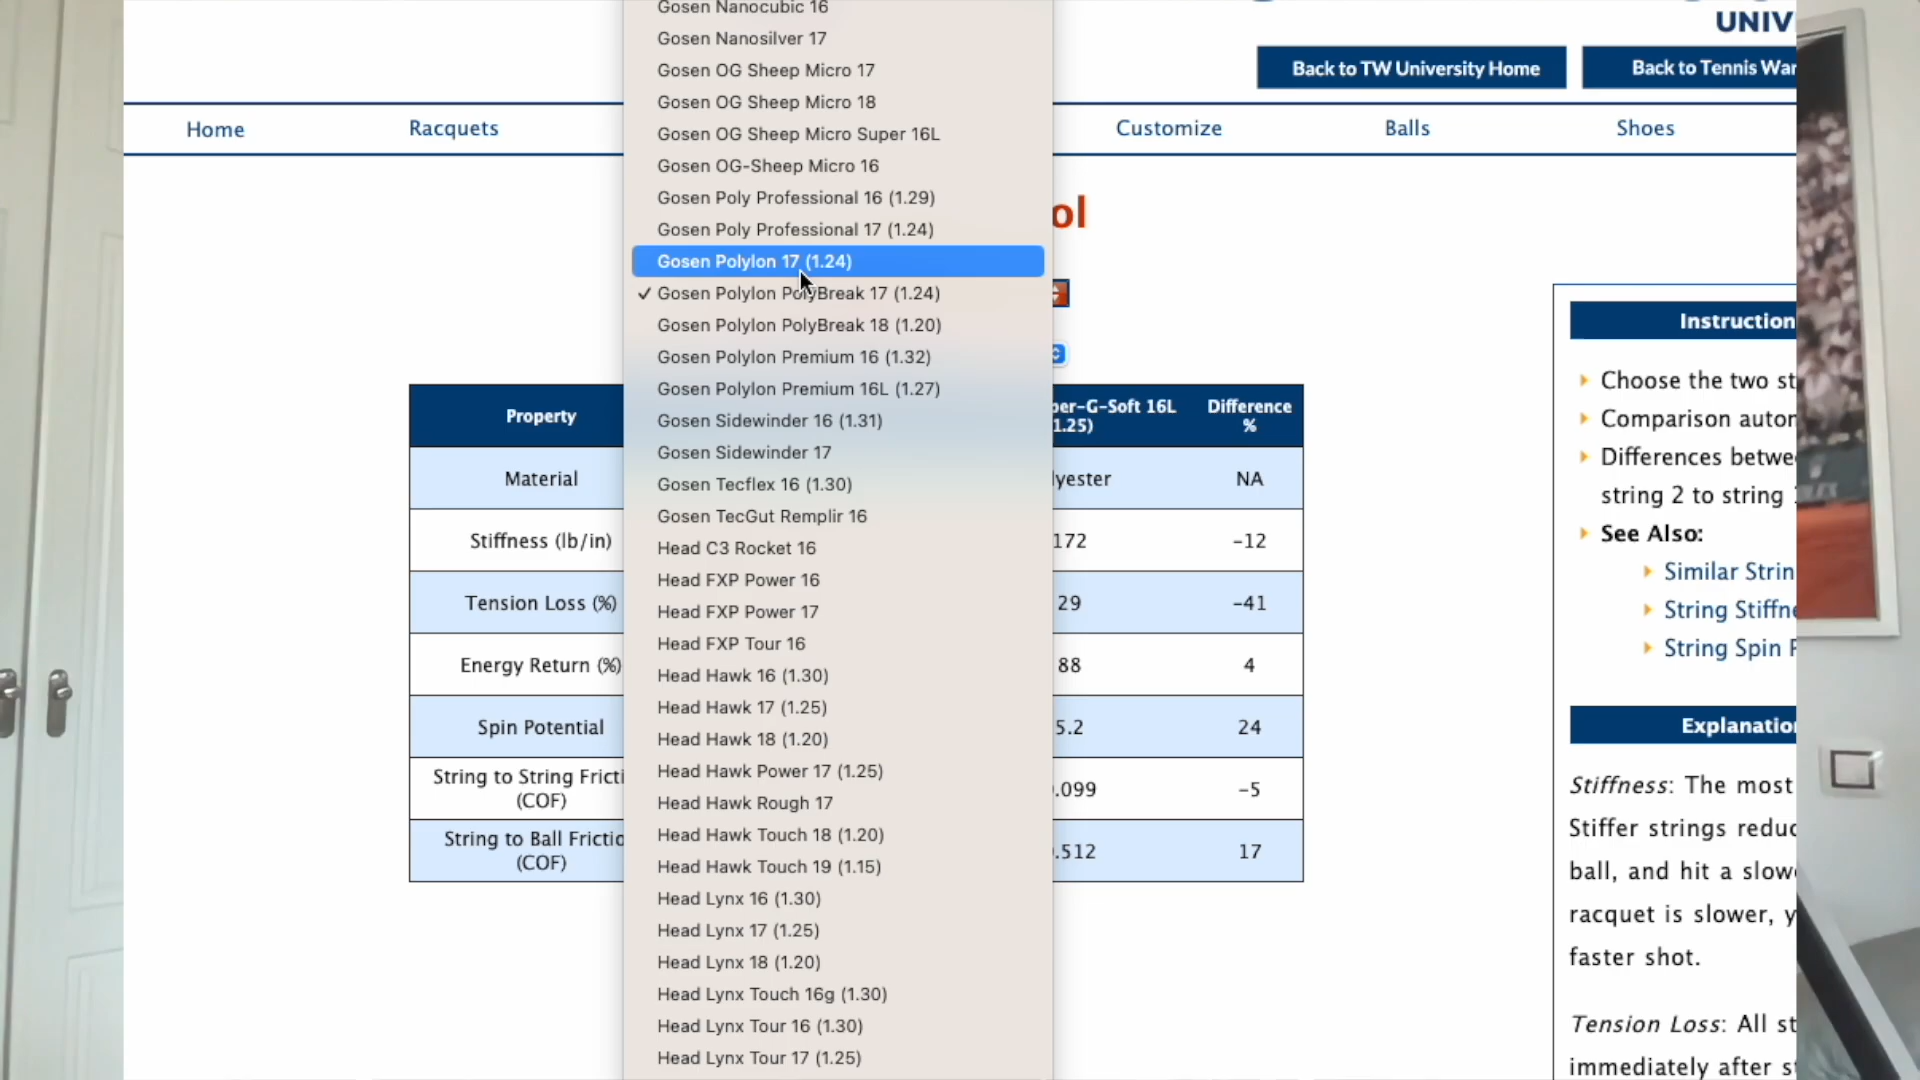 UNIV
Back to TW University Home
Back to Tennis War
Home
Racquets
Customize
Balls
Shoes
ol
Gosen Nanocubic 16
Gosen Nanosilver 17
Gosen OG Sheep Micro 17
Gosen OG Sheep Micro 18
Gosen OG Sheep Micro Super 16L
Gosen OG-Sheep Micro 16
Gosen Poly Professional 16 (1.29)
Gosen Poly Professional 17 (1.24)
Gosen Polylon 17 (1.24)
✓ Gosen Polylon PolyBreak 17 (1.24)
Gosen Polylon PolyBreak 18 (1.20)
Gosen Polylon Premium 16 (1.32)
Gosen Polylon Premium 16L (1.27)
Gosen Sidewinder 16 (1.31)
Gosen Sidewinder 17
Gosen Tecflex 16 (1.30)
Gosen TecGut Remplir 16
Head C3 Rocket 16
Head FXP Power 16
Head FXP Power 17
Head FXP Tour 16
Head Hawk 16 (1.30)
Head Hawk 17 (1.25)
Head Hawk 18 (1.20)
Head Hawk Power 17 (1.25)
Head Hawk Rough 17
Head Hawk Touch 18 (1.20)
Head Hawk Touch 19 (1.15)
Head Lynx 16 (1.30)
Head Lynx 17 (1.25)
Head Lynx 18 (1.20)
Head Lynx Touch 16g (1.30)
Head Lynx Tour 16 (1.30)
Head Lynx Tour 17 (1.25)
Property
per-G-Soft 16L
1.25)
Difference
%
Material
lyester
NA
Stiffness (lb/in)
172
-12
Tension Loss (%)
29
-41
Energy Return (%)
88
4
Spin Potential
5.2
24
String to String Fricti
(COF)
.099
-5
String to Ball Frictio
(COF)
.512
17
Instruction
Choose the two st
Comparison auton
Differences betwe
string 2 to string
See Also:
Similar Strin
String Stiffne
String Spin P
Explanatio
Stiffness: The most
Stiffer strings reduc
ball, and hit a slow
racquet is slower, y
faster shot.
Tension Loss: All st
immediately after s